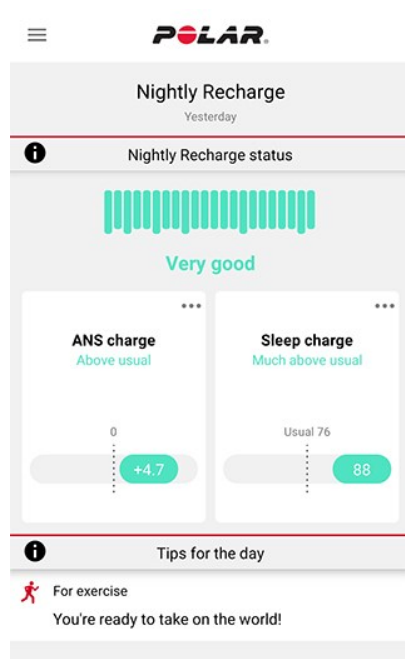 POLAR.
Nightly Recharge
Yesterday
Nightly Recharge status
Very good
ANS charge
Above usual
0
+4.7
Sleep charge
Much above usual
Usual 76
88
Tips for the day
For exercise
You're ready to take on the world!